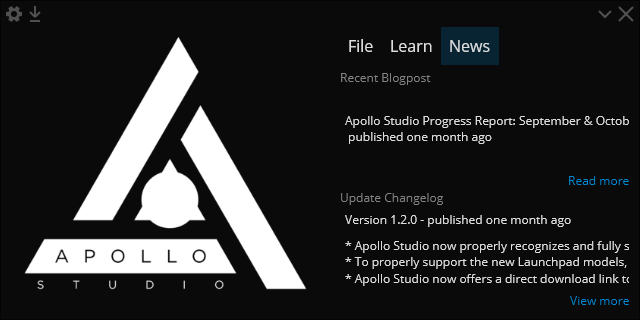 File Learn News
Recent Blogpost
Apollo Studio Progress Report: September & Octob
published one month ago
Read more
Update Changelog
Version 1.2.0 - published one month ago
* Apollo Studio now properly recognizes and fully s
* To properly support the new Launchpad models,
* Apollo Studio now offers a direct download link to
View more
APOLLO
STUDIO